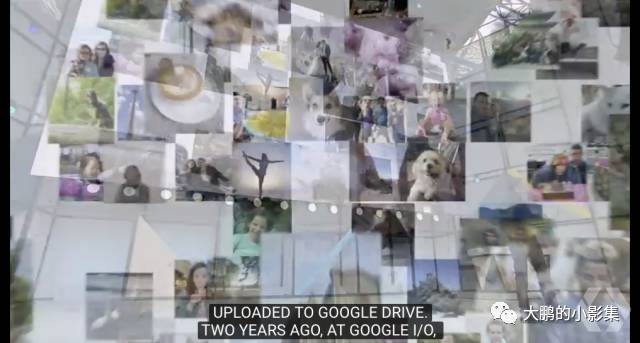 UPLOADED TO GOOGLE DRIVE.
TWO YEARS AGO, AT GOOGLE I/O,
大鹏的小影集